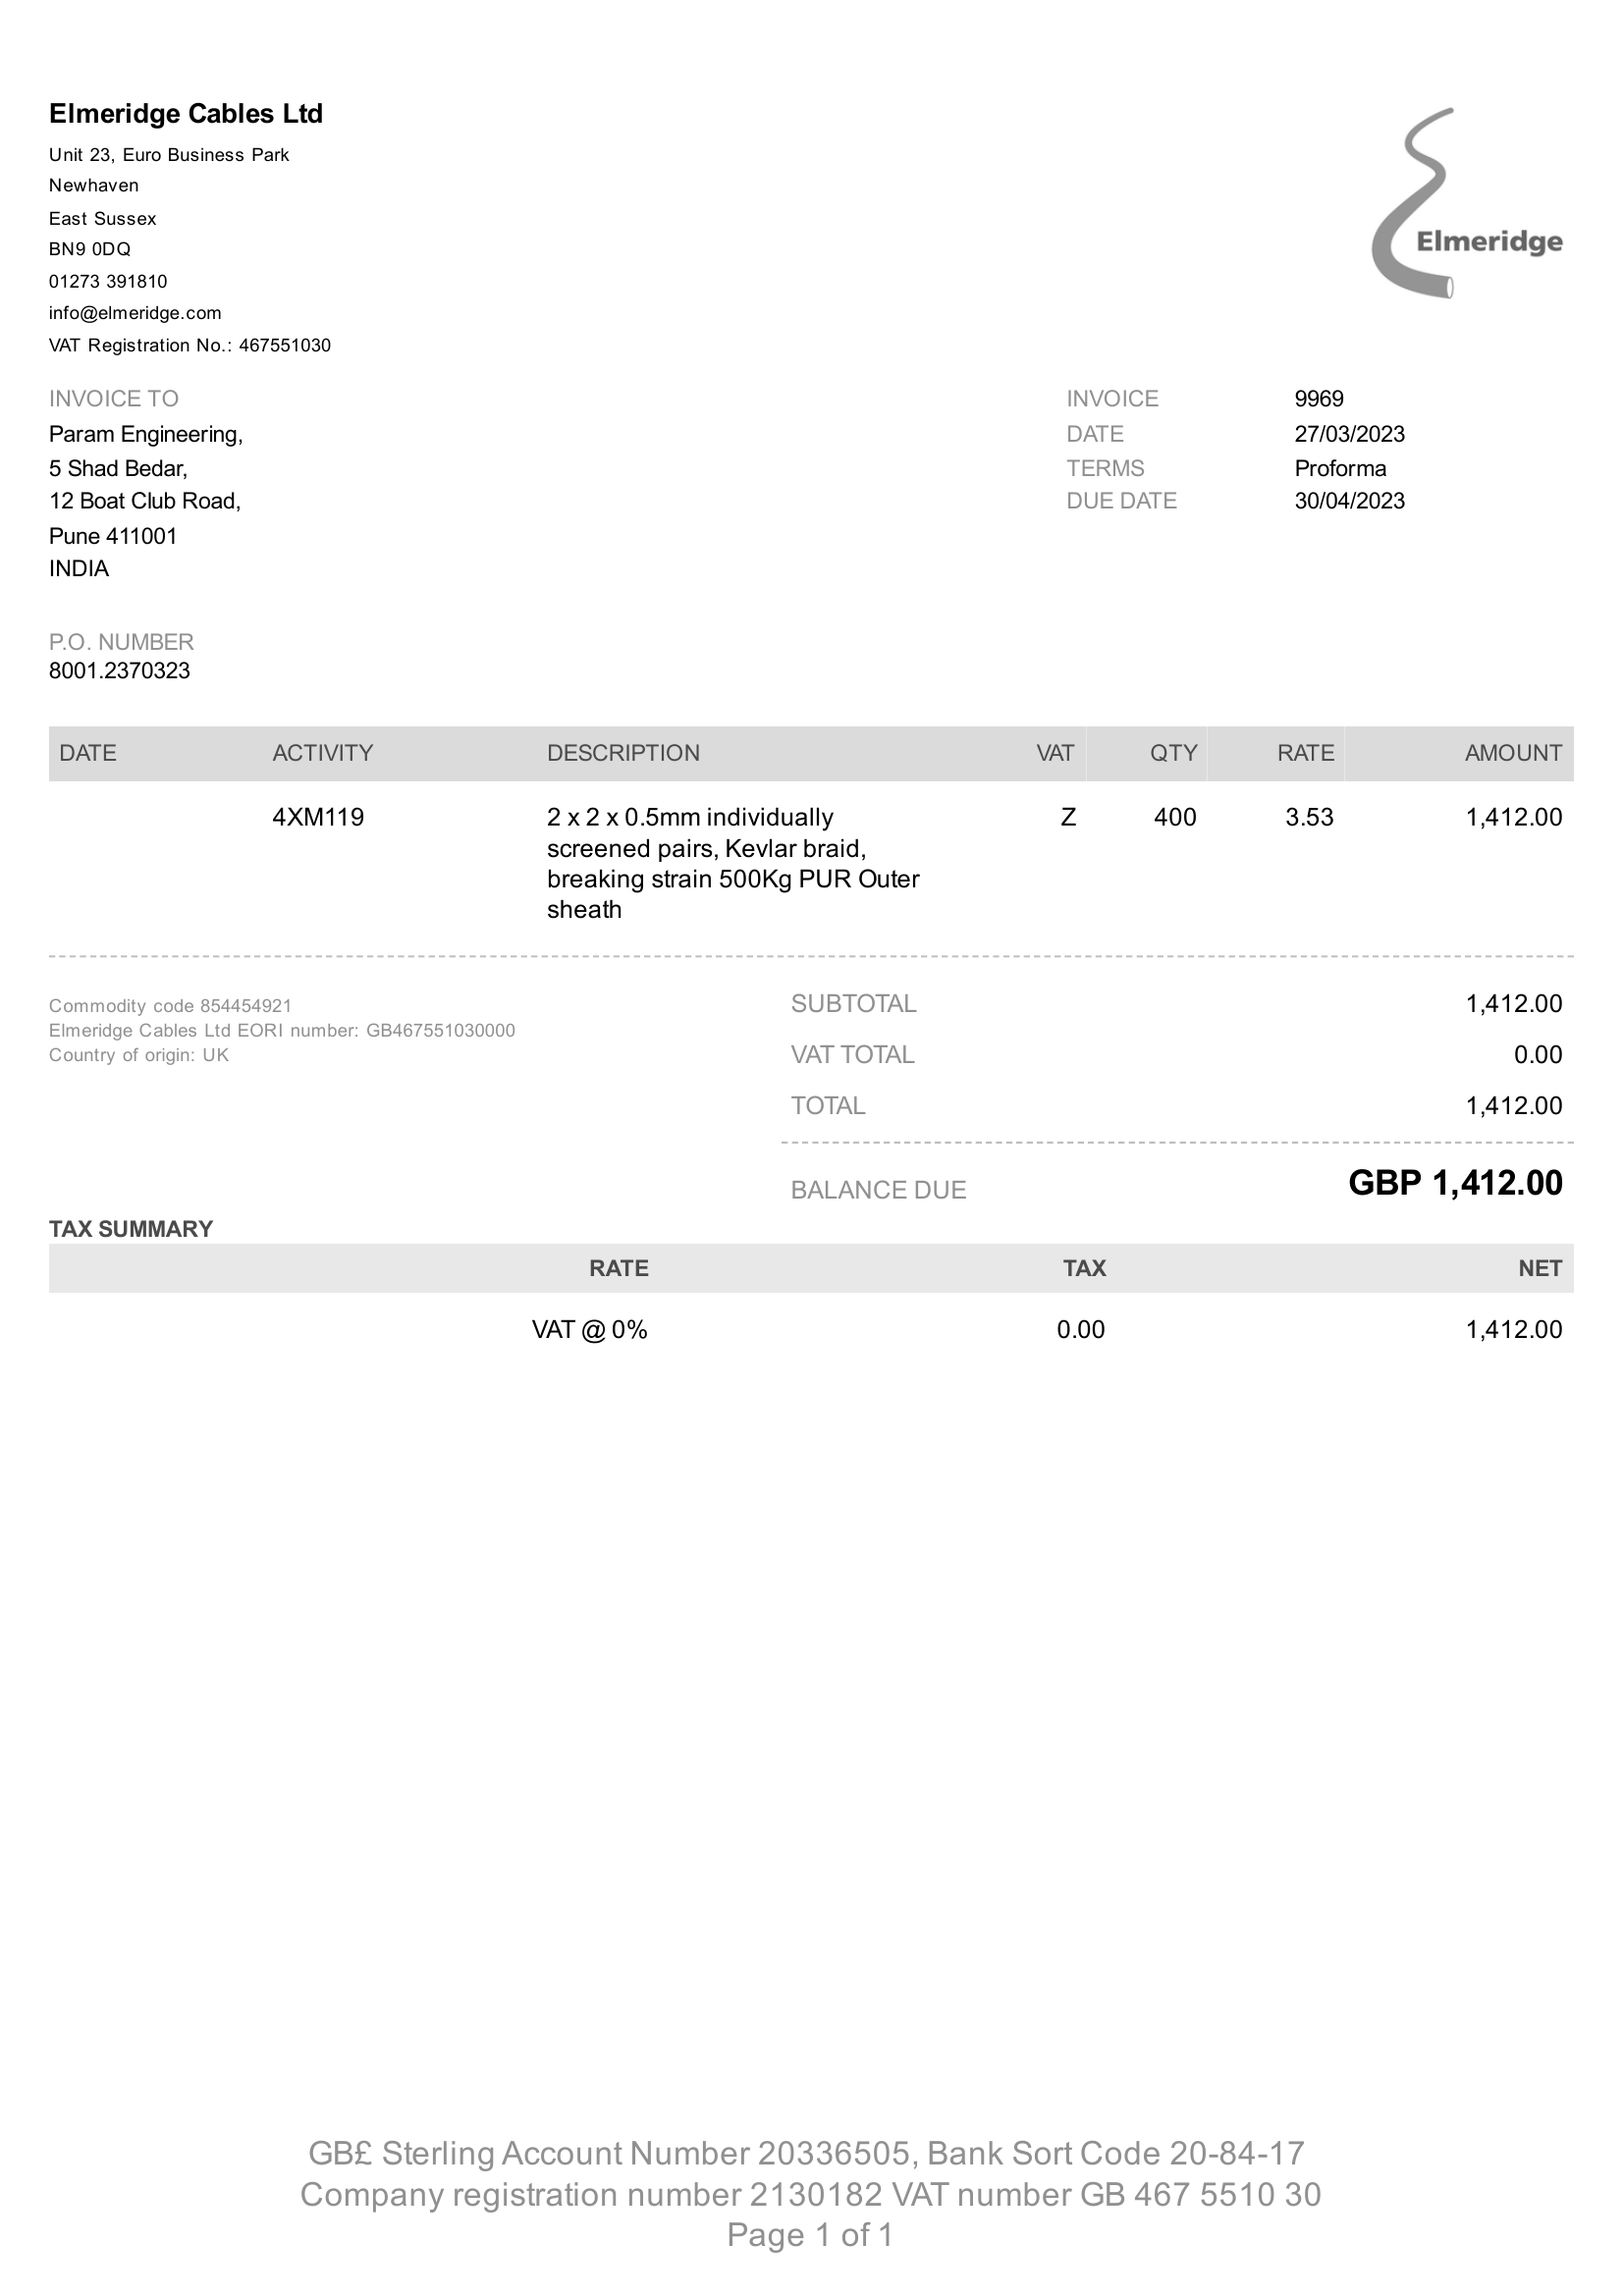 Elmeridge Cables Ltd
Unit 23, Euro Business Park
Newhaven
East Sussex
BN9 0DQ
01273 391810
info@elmeridge.com
VAT Registration No.: 467551030
Elmeridge
INVOICE TO
Param Engineering,
5 Shad Bedar,
12 Boat Club Road,
Pune 411001
INDIA
INVOICE 9969
DATE 27/03/2023
TERMS Proforma
DUE DATE 30/04/2023
P.O. NUMBER
8001.2370323
DATE ACTIVITY DESCRIPTION VAT QTY RATE AMOUNT
4XM119 2 x 2 x 0.5mm individually Z 400 3.53 1,412.00
screened pairs, Kevlar braid,
breaking strain 500Kg PUR Outer
sheath
Commodity code 854454921
Elmeridge Cables Ltd EORI number: GB467551030000
Country of origin: UK
SUBTOTAL 1,412.00
VAT TOTAL 0.00
TOTAL 1,412.00
BALANCE DUE GBP 1,412.00
TAX SUMMARY
RATE TAX NET
VAT @ 0% 0.00 1,412.00
GB£ Sterling Account Number 20336505, Bank Sort Code 20-84-17
Company registration number 2130182 VAT number GB 467 5510 30
Page 1 of 1